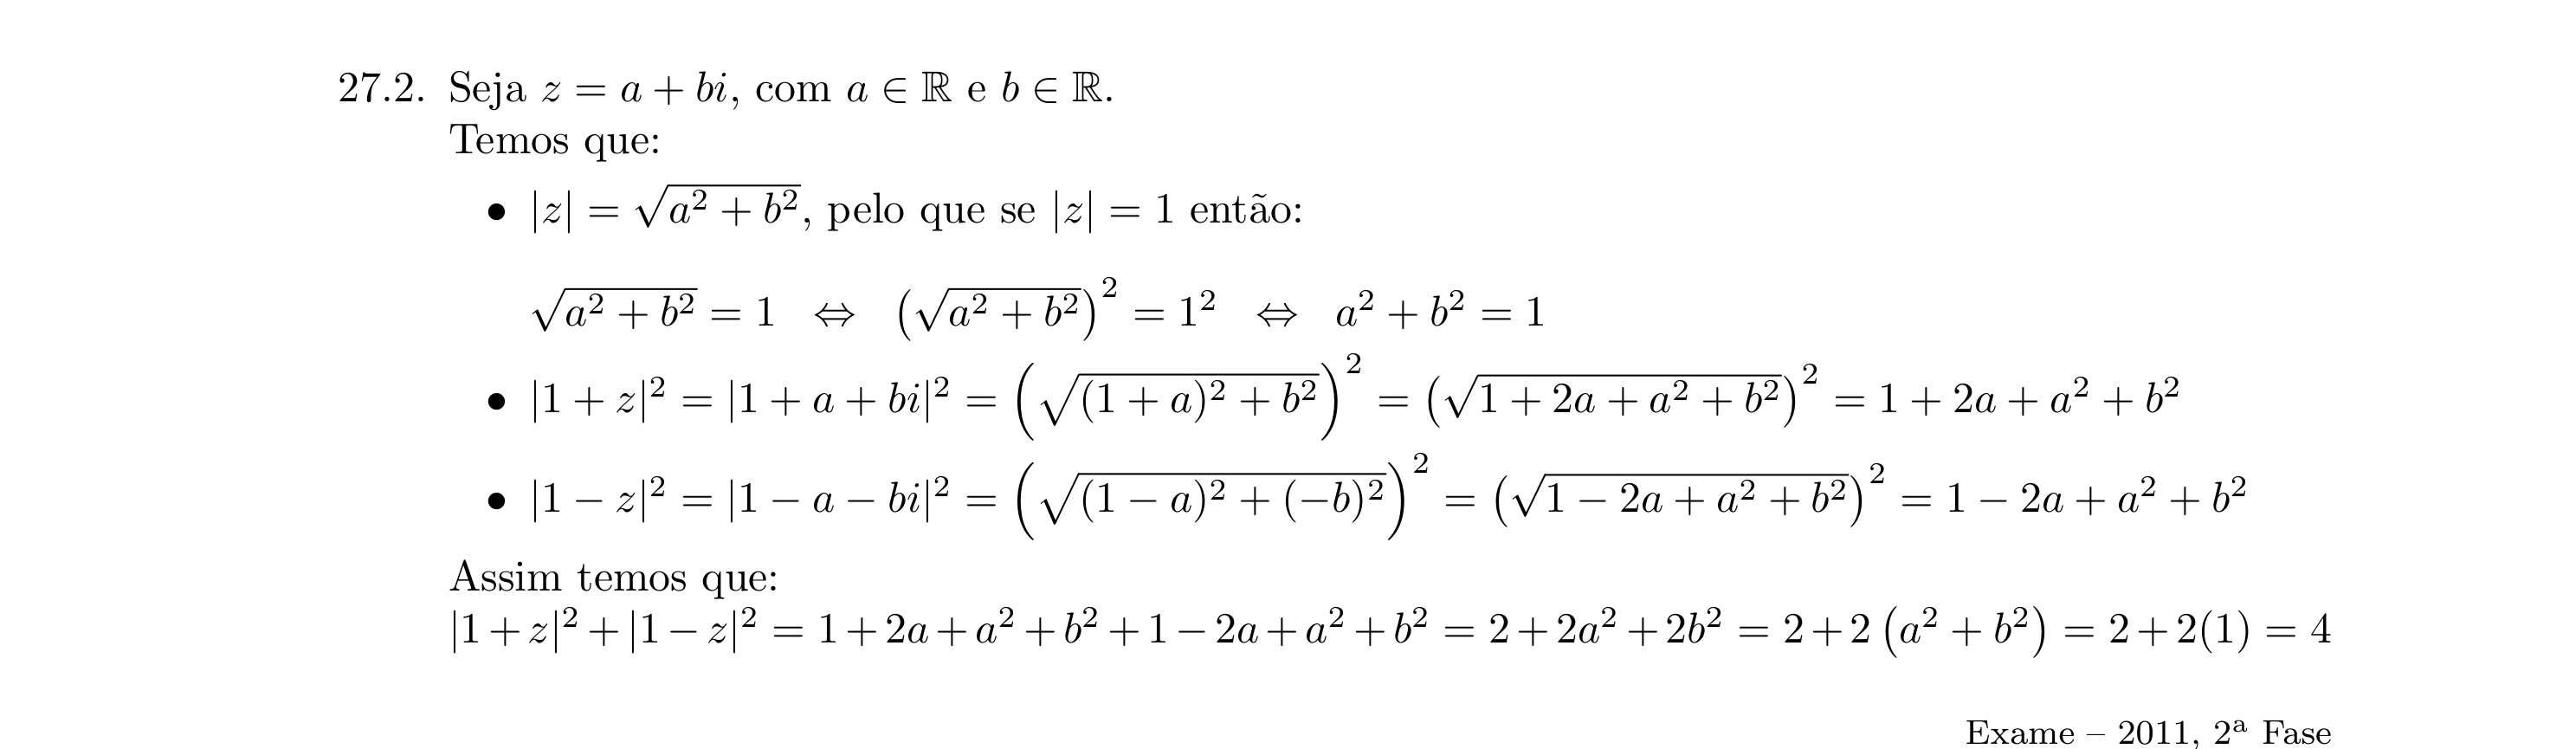 27.2. Seja z = a + bi, com a ∈ ℝ e b ∈ ℝ.
Temos que:
• |z| = √(a² + b²), pelo que se |z| = 1 então:
√(a² + b²) = 1 ⇔ (√(a² + b²))² = 1² ⇔ a² + b² = 1
• |1 + z|² = |1 + a + bi|² = (√((1 + a)² + b²))² = (√(1 + 2a + a² + b²))² = 1 + 2a + a² + b²
• |1 − z|² = |1 − a − bi|² = (√((1 − a)² + (−b)²))² = (√(1 − 2a + a² + b²))² = 1 − 2a + a² + b²
Assim temos que:
|1 + z|² + |1 − z|² = 1 + 2a + a² + b² + 1 − 2a + a² + b² = 2 + 2a² + 2b² = 2 + 2 (a² + b²) = 2 + 2(1) = 4
Exame – 2011, 2ª Fase